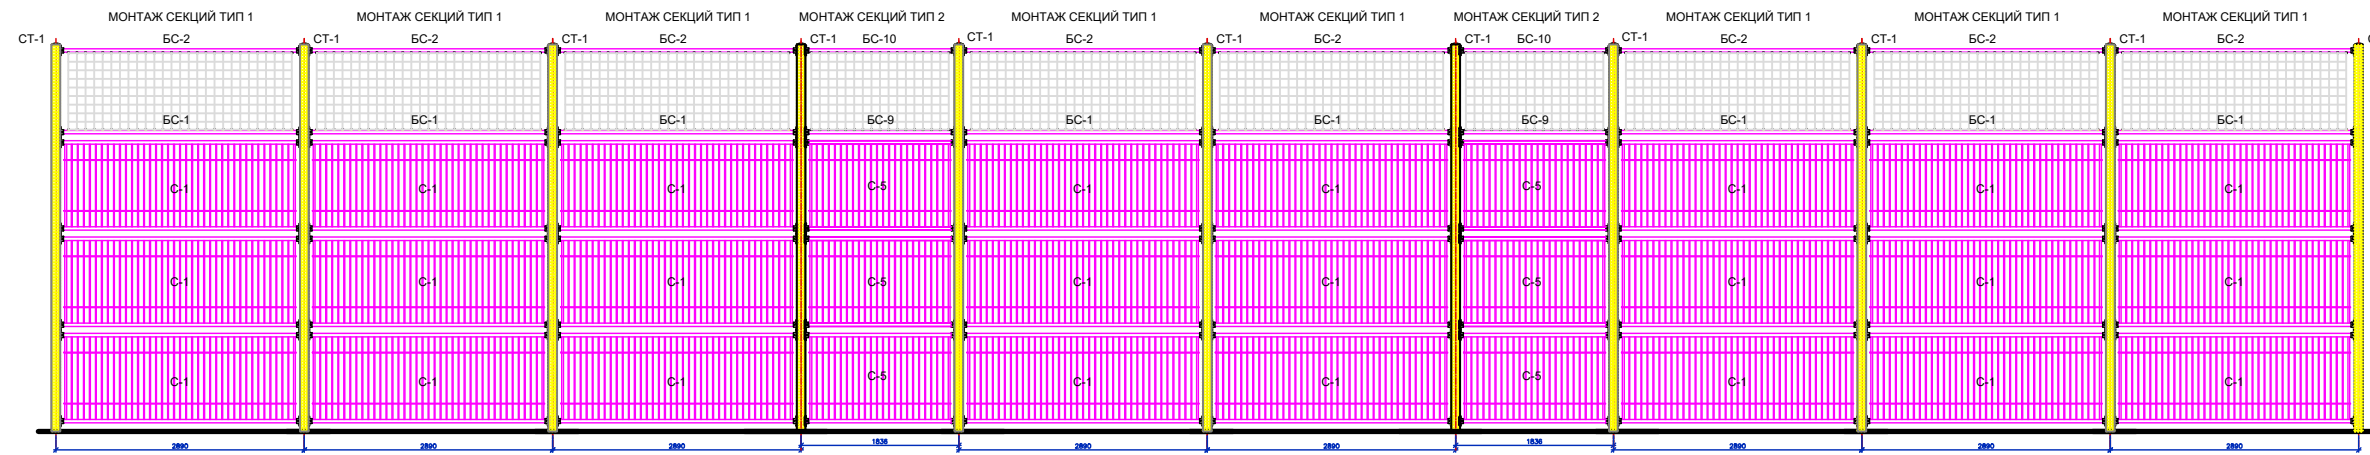 МОНТАЖ СЕКЦИЙ ТИП 1 МОНТАЖ СЕКЦИЙ ТИП 1 МОНТАЖ СЕКЦИЙ ТИП 1 МОНТАЖ СЕКЦИЙ ТИП 2 МОНТАЖ СЕКЦИЙ ТИП 1 МОНТАЖ СЕКЦИЙ ТИП 1 МОНТАЖ СЕКЦИЙ ТИП 2 МОНТАЖ СЕКЦИЙ ТИП 1 МОНТАЖ СЕКЦИЙ ТИП 1 МОНТАЖ СЕКЦИЙ ТИП 1
СТ-1 БС-2 СТ-1 БС-2 СТ-1 БС-2 СТ-1 БС-10 СТ-1 БС-2 СТ-1 БС-2 СТ-1 БС-10 СТ-1 БС-2 СТ-1 БС-2 СТ-1 БС-2
БС-1 БС-1 БС-1 БС-9 БС-1 БС-1 БС-9 БС-1 БС-1 БС-1
С-1 С-1 С-1 С-5 С-1 С-1 С-5 С-1 С-1 С-1
С-1 С-1 С-1 С-5 С-1 С-1 С-5 С-1 С-1 С-1
С-1 С-1 С-1 С-5 С-1 С-1 С-5 С-1 С-1 С-1
2890 2890 2890 1836 2890 2890 1836 2890 2890 2890